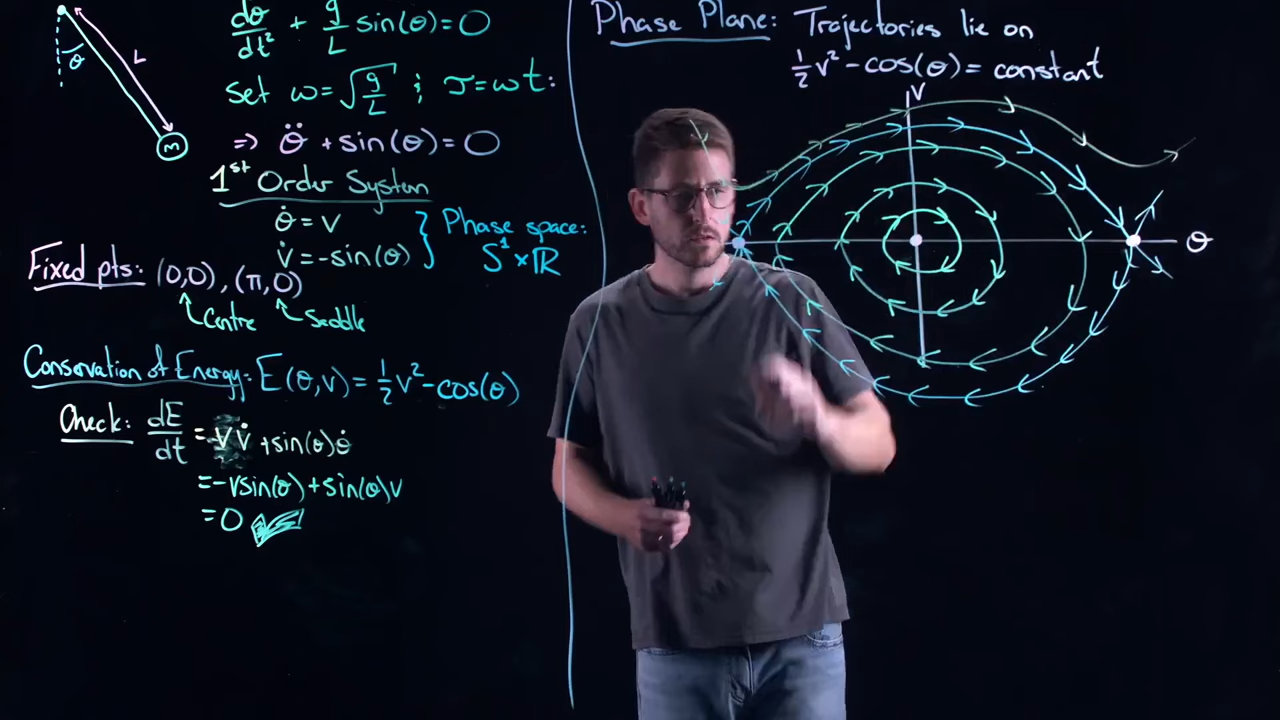 θ
L
m
dθ/dt² + g/L sin(θ)=0
set ω=√g/L ; τ=ωt:
⇒ θ̈ + sin(θ)=0
1st Order System
θ̇ = v
v̇ = -sin(θ)
} Phase space:
S¹×ℝ
Fixed pts: (0,0), (π,0)
Centre
Saddle
Conservation of Energy: E(θ,v) = ½v²-cos(θ)
Check: dE/dt = vv̇ + sin(θ)θ̇
= -vsin(θ)+sin(θ)v
= 0
Phase Plane: Trajectories lie on
½v² - cos(θ) = constant
v
θ